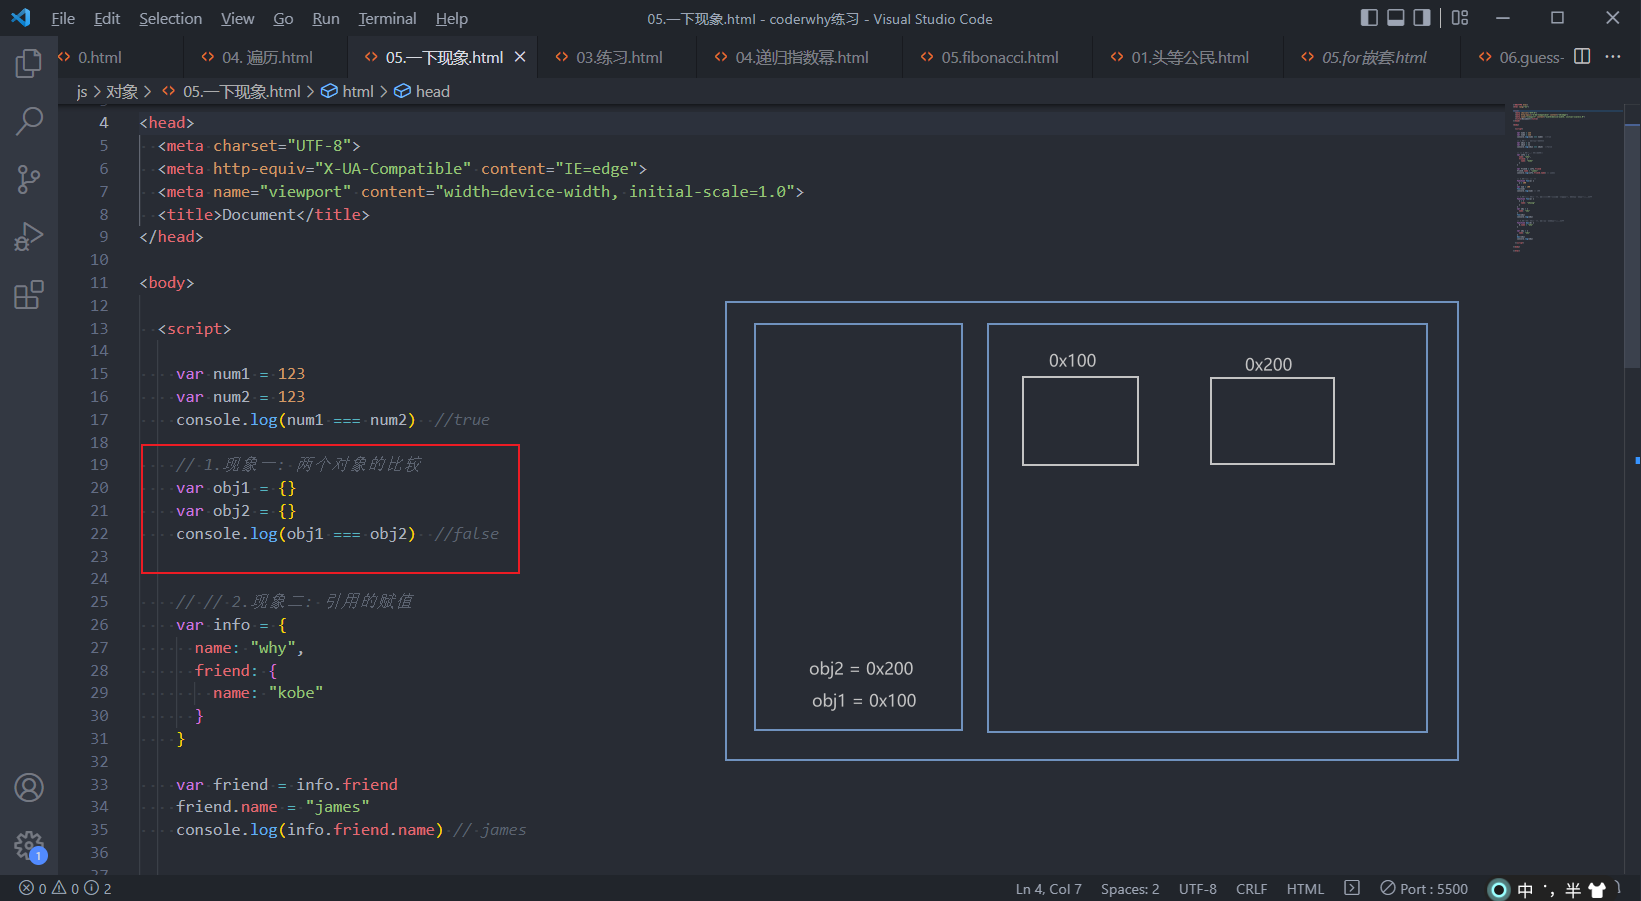 File Edit Selection View Go Run Terminal Help 05.一下现象.html - coderwhy练习 - Visual Studio Code
0.html 04. 遍历.html 05.一下现象.html 03.练习.html 04.递归指数幂.html 05.fibonacci.html 01.头等公民.html 05.for嵌套.html 06.guess-
js > 对象 > 05.一下现象.html > html > head
4 <head>
5 <meta charset="UTF-8">
6 <meta http-equiv="X-UA-Compatible" content="IE=edge">
7 <meta name="viewport" content="width=device-width, initial-scale=1.0">
8 <title>Document</title>
9 </head>
10
11 <body>
12
13 <script>
14
15 var num1 = 123
16 var num2 = 123
17 console.log(num1 === num2) //true
18
19 // 1.现象一: 两个对象的比较
20 var obj1 = {}
21 var obj2 = {}
22 console.log(obj1 === obj2) //false
23
24
25 // // 2.现象二: 引用的赋值
26 var info = {
27 name: "why",
28 friend: {
29 name: "kobe"
30 }
31 }
32
33 var friend = info.friend
34 friend.name = "james"
35 console.log(info.friend.name) // james
36
0x100
0x200
obj2 = 0x200
obj1 = 0x100
1
0 0 2 Ln 4, Col 7 Spaces: 2 UTF-8 CRLF HTML Port : 5500 中 半